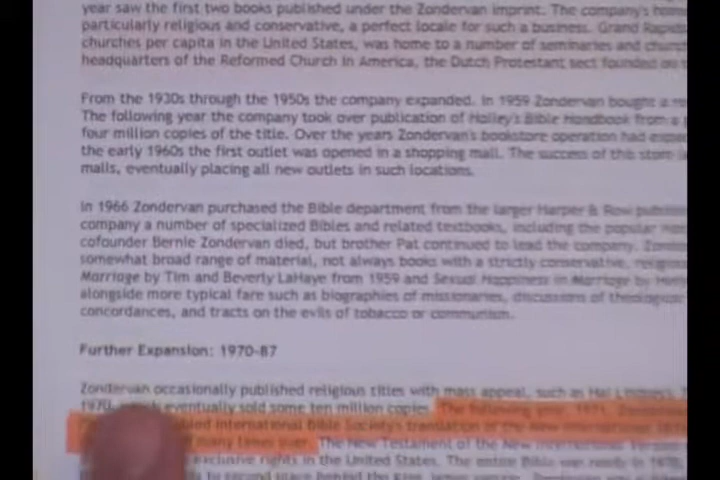 year saw the first two books published under the Zondervan imprint. The company's home
particularly religious and conservative, a perfect locale for such a business. Grand Rapids
churches per capita in the United States, was home to a number of seminaries and church
headquarters of the Reformed Church in America, the Dutch Protestant sect founded on
From the 1930s through the 1950s the company expanded. In 1959 Zondervan bought a
The following year the company took over publication of Halley's Bible Handbook from a
four million copies of the title. Over the years Zondervan's bookstore operation had
the early 1960s the first outlet was opened in a shopping mall. The success of this store
malls, eventually placing all new outlets in such locations.
In 1966 Zondervan purchased the Bible department from the larger Harper & Row
company a number of specialized Bibles and related textbooks, including the popular
cofounder Bernie Zondervan died, but brother Pat continued to lead the company.
somewhat broad range of material, not always books with a strictly conservative,
Marriage by Tim and Beverly LaHaye from 1959 and Sexual Happiness in Marriage by
alongside more typical fare such as biographies of missionaries, discussions of
concordances, and tracts on the evils of tobacco or communism.
Further Expansion: 1970-87
Zondervan occasionally published religious titles with mass appeal, such as Hal
1970, which eventually sold some ten million copies. The following year, 1971,
International Bible Society's translation of the New International
many times over. The New Testament of the New International
exclusive rights in the United States. The entire Bible was ready in 1978,
to second place behind the King James version.